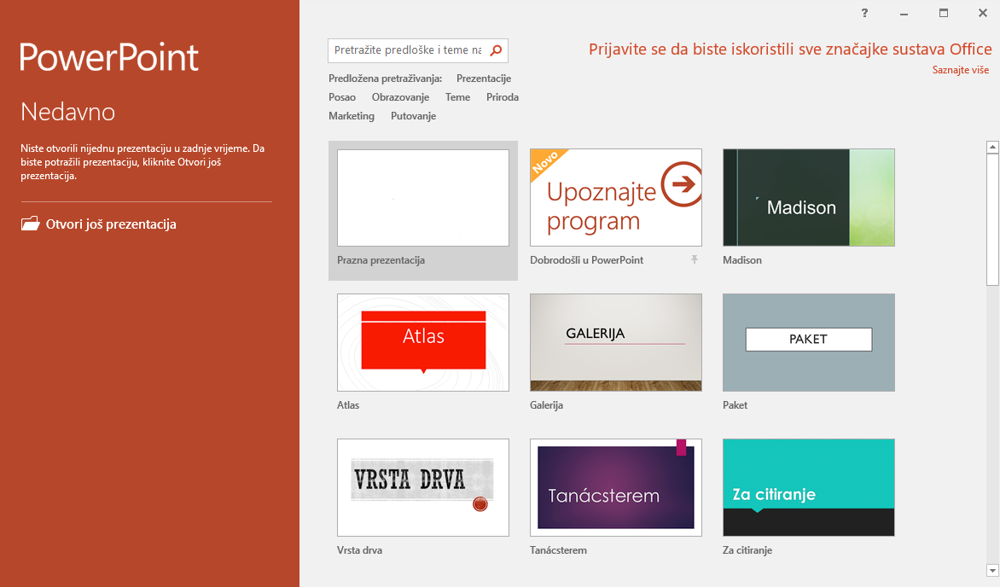 PowerPoint
Nedavno
Niste otvorili nijednu prezentaciju u zadnje vrijeme. Da
biste potražili prezentaciju, kliknite Otvori još
prezentacija.
Otvori još prezentacija
?
Pretražite predloške i teme na
Prijavite se da biste iskoristili sve značajke sustava Office
Saznajte više
Predložena pretraživanja: Prezentacije
Posao Obrazovanje Teme Priroda
Marketing Putovanje
Prazna prezentacija
Novo
Upoznajte
program
Dobrodošli u PowerPoint
Madison
Madison
Atlas
Atlas
GALERIJA
Galerija
PAKET
Paket
VRSTA DRVA
Vrsta drva
Tanácsterem
Tanácsterem
Za citiranje
Za citiranje